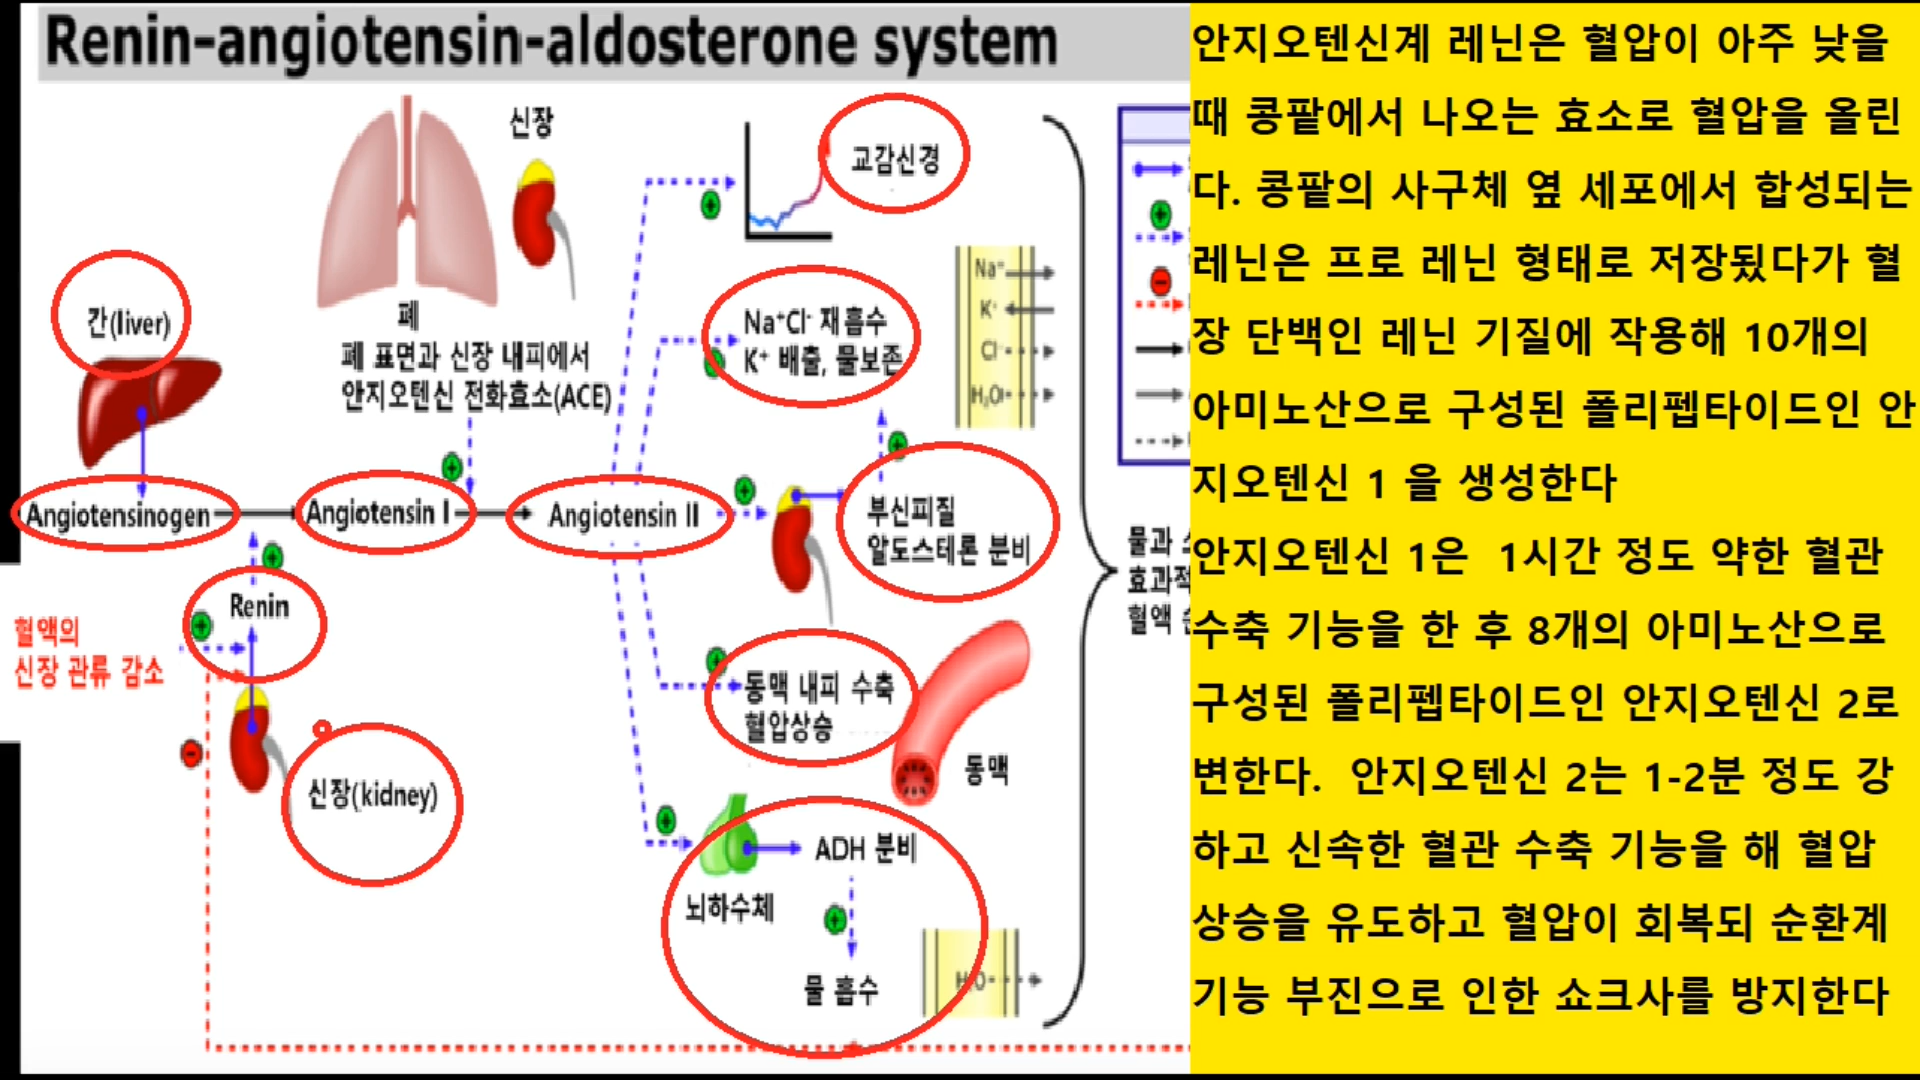 Renin-angiotensin-aldosterone system
신장
교감신경
간(liver)
폐
폐 표면과 신장 내피에서
안지오텐신 전화효소(ACE)
Na⁺Cl⁻ 재흡수
K⁺ 배출, 물보존
Na⁺
K⁺
Cl⁻
H₂O
Angiotensinogen
Angiotensin I
Angiotensin II
부신피질
알도스테론 분비
물과
효과적
혈액
Renin
혈액의
신장 관류 감소
동맥 내피 수축
혈압상승
동맥
신장(kidney)
ADH 분비
뇌하수체
물 흡수
H₂O
안지오텐신계 레닌은 혈압이 아주 낮을
때 콩팥에서 나오는 효소로 혈압을 올린
다. 콩팥의 사구체 옆 세포에서 합성되는
레닌은 프로 레닌 형태로 저장됬다가 혈
장 단백인 레닌 기질에 작용해 10개의
아미노산으로 구성된 폴리펩타이드인 안
지오텐신 1 을 생성한다
안지오텐신 1은 1시간 정도 약한 혈관
수축 기능을 한 후 8개의 아미노산으로
구성된 폴리펩타이드인 안지오텐신 2로
변한다. 안지오텐신 2는 1-2분 정도 강
하고 신속한 혈관 수축 기능을 해 혈압
상승을 유도하고 혈압이 회복되 순환계
기능 부진으로 인한 쇼크사를 방지한다